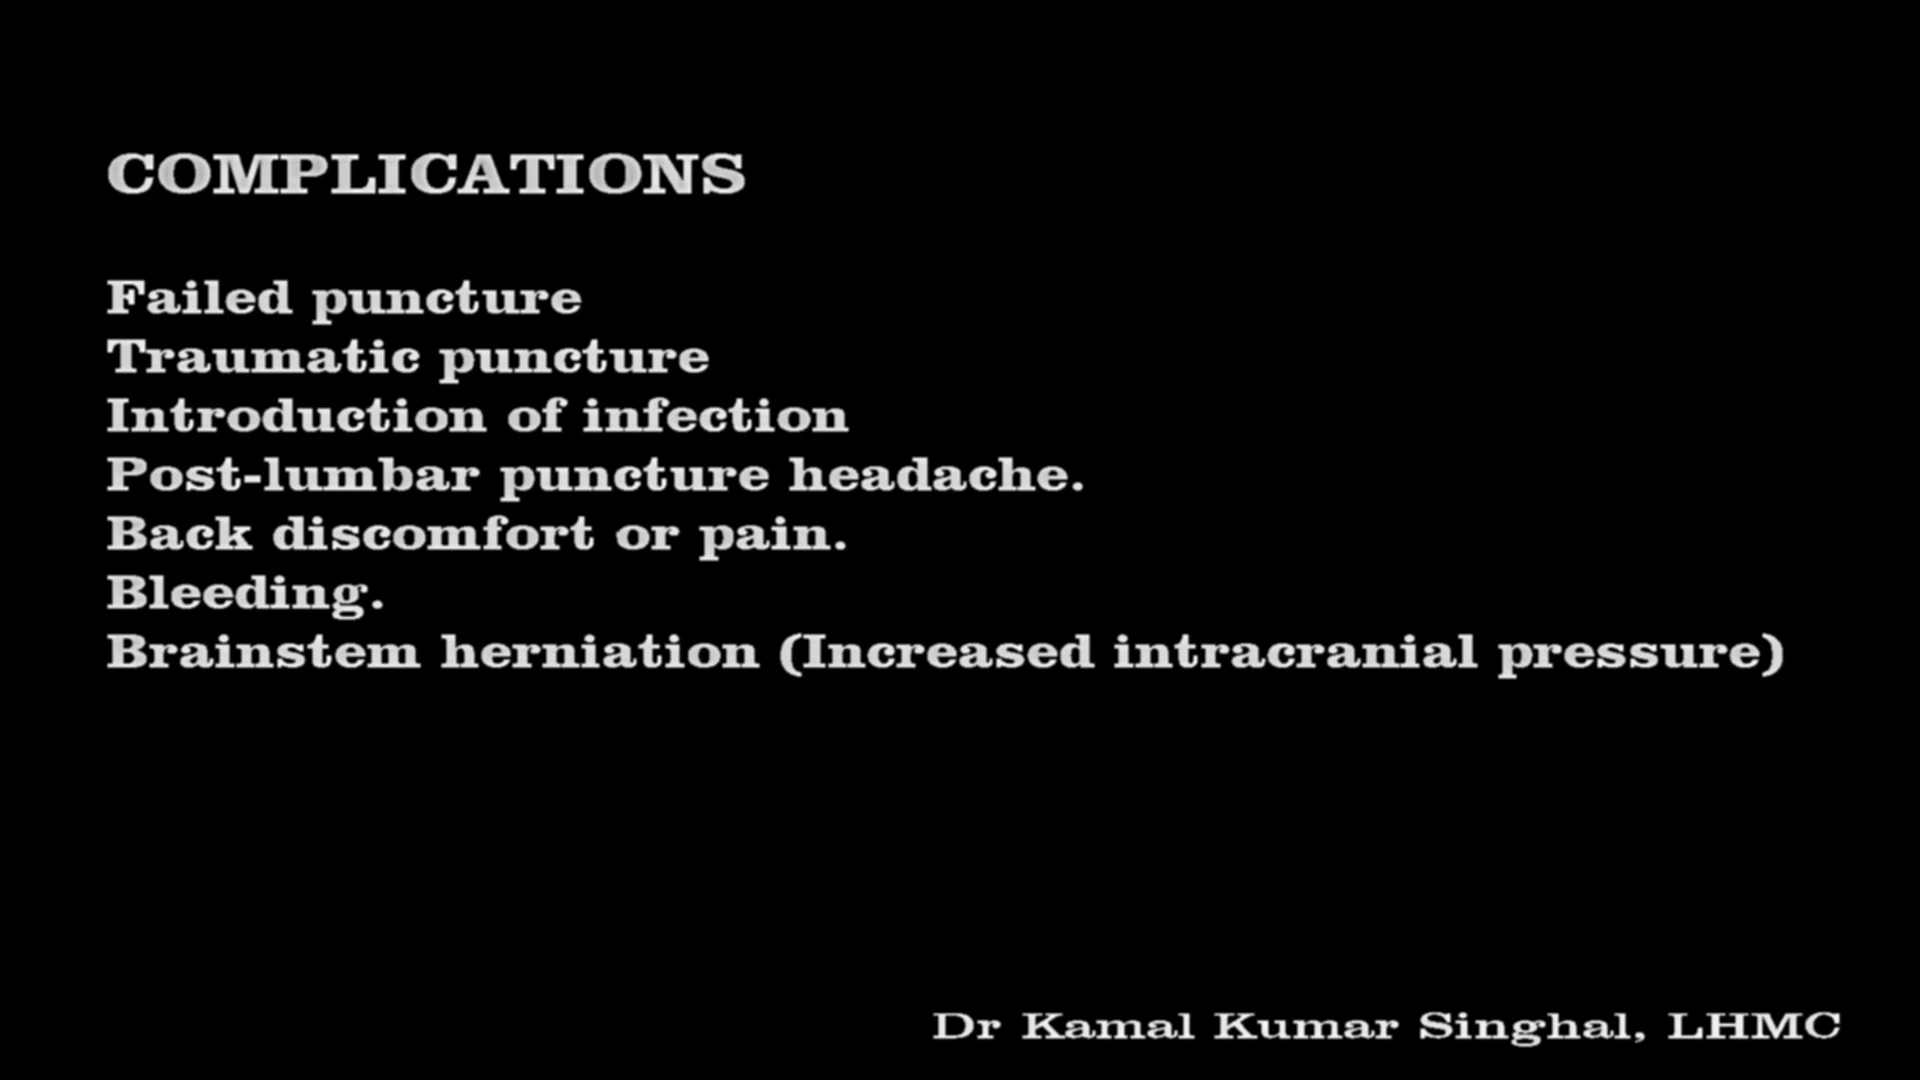 COMPLICATIONS
Failed puncture
Traumatic puncture
Introduction of infection
Post-lumbar puncture headache.
Back discomfort or pain.
Bleeding.
Brainstem herniation (Increased intracranial pressure)
Dr Kamal Kumar Singhal, LHMC